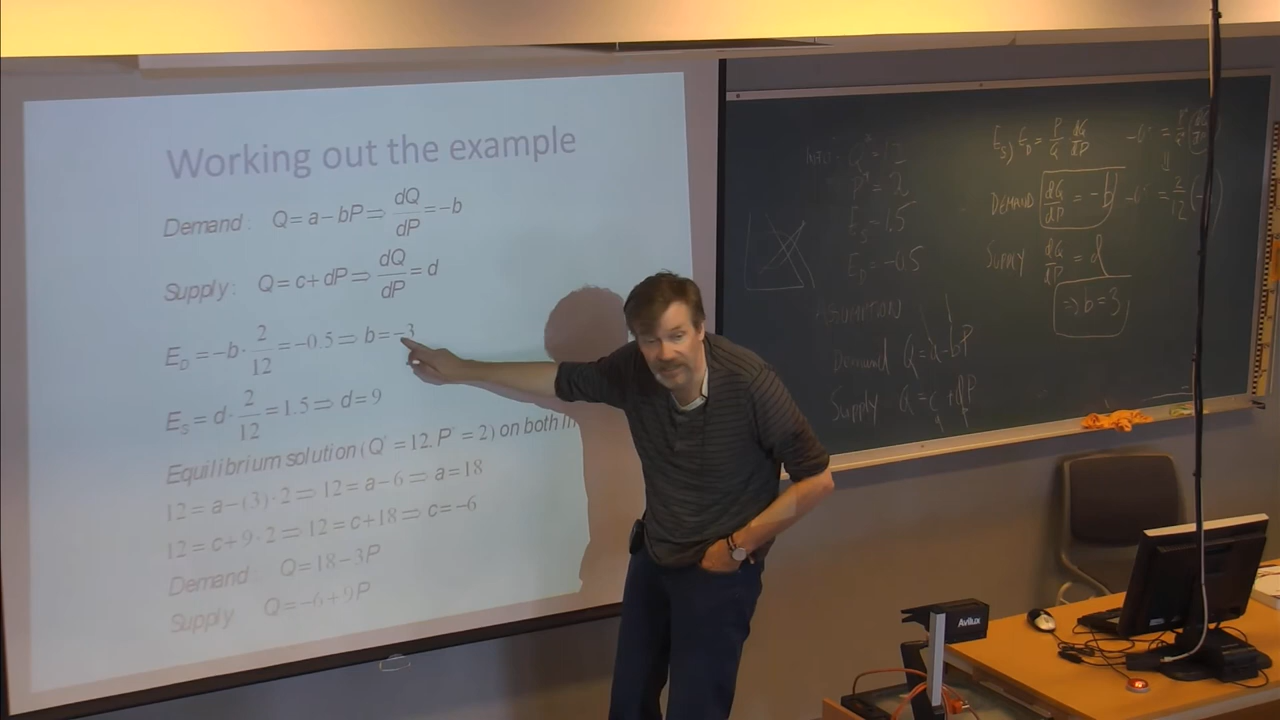 Working out the example
Demand: Q=a−bP⇒ dQ/dP =−b
Supply: Q=c+dP⇒ dQ/dP = d
E_D=−b· 2/12 =−0.5⇒ b=−3
E_S=d· 2/12 =1.5⇒ d=9
Equilibrium solution (Q*=12, P*=2) on both
12=a−(3)·2⇒ 12=a−6⇒ a=18
12=c+9·2⇒ 12=c+18⇒ c=−6
Demand Q=18−3P
Supply Q=−6+9P
Q*=12
P*=2
E_S=1.5
E_D=−0.5
ASSUMPTION
Demand Q=a−bP
Supply Q=c+dP
E_S, E_D= P/Q dQ/dP
DEMAND dQ/dP = −b
SUPPLY dQ/dP = d
⇒b=3
Avilux